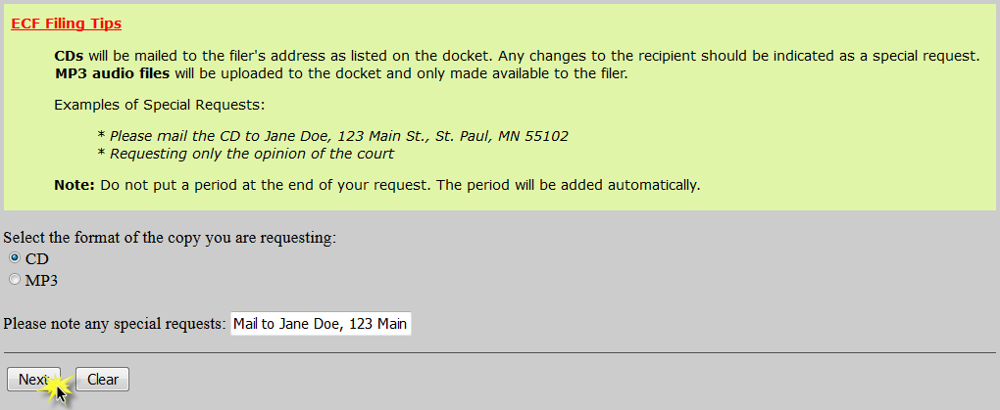 ECF Filing Tips
CDs will be mailed to the filer's address as listed on the docket. Any changes to the recipient should be indicated as a special request.
MP3 audio files will be uploaded to the docket and only made available to the filer.
Examples of Special Requests:
* Please mail the CD to Jane Doe, 123 Main St., St. Paul, MN 55102
* Requesting only the opinion of the court
Note: Do not put a period at the end of your request. The period will be added automatically.
Select the format of the copy you are requesting:
CD
MP3
Please note any special requests: Mail to Jane Doe, 123 Main
Next Clear